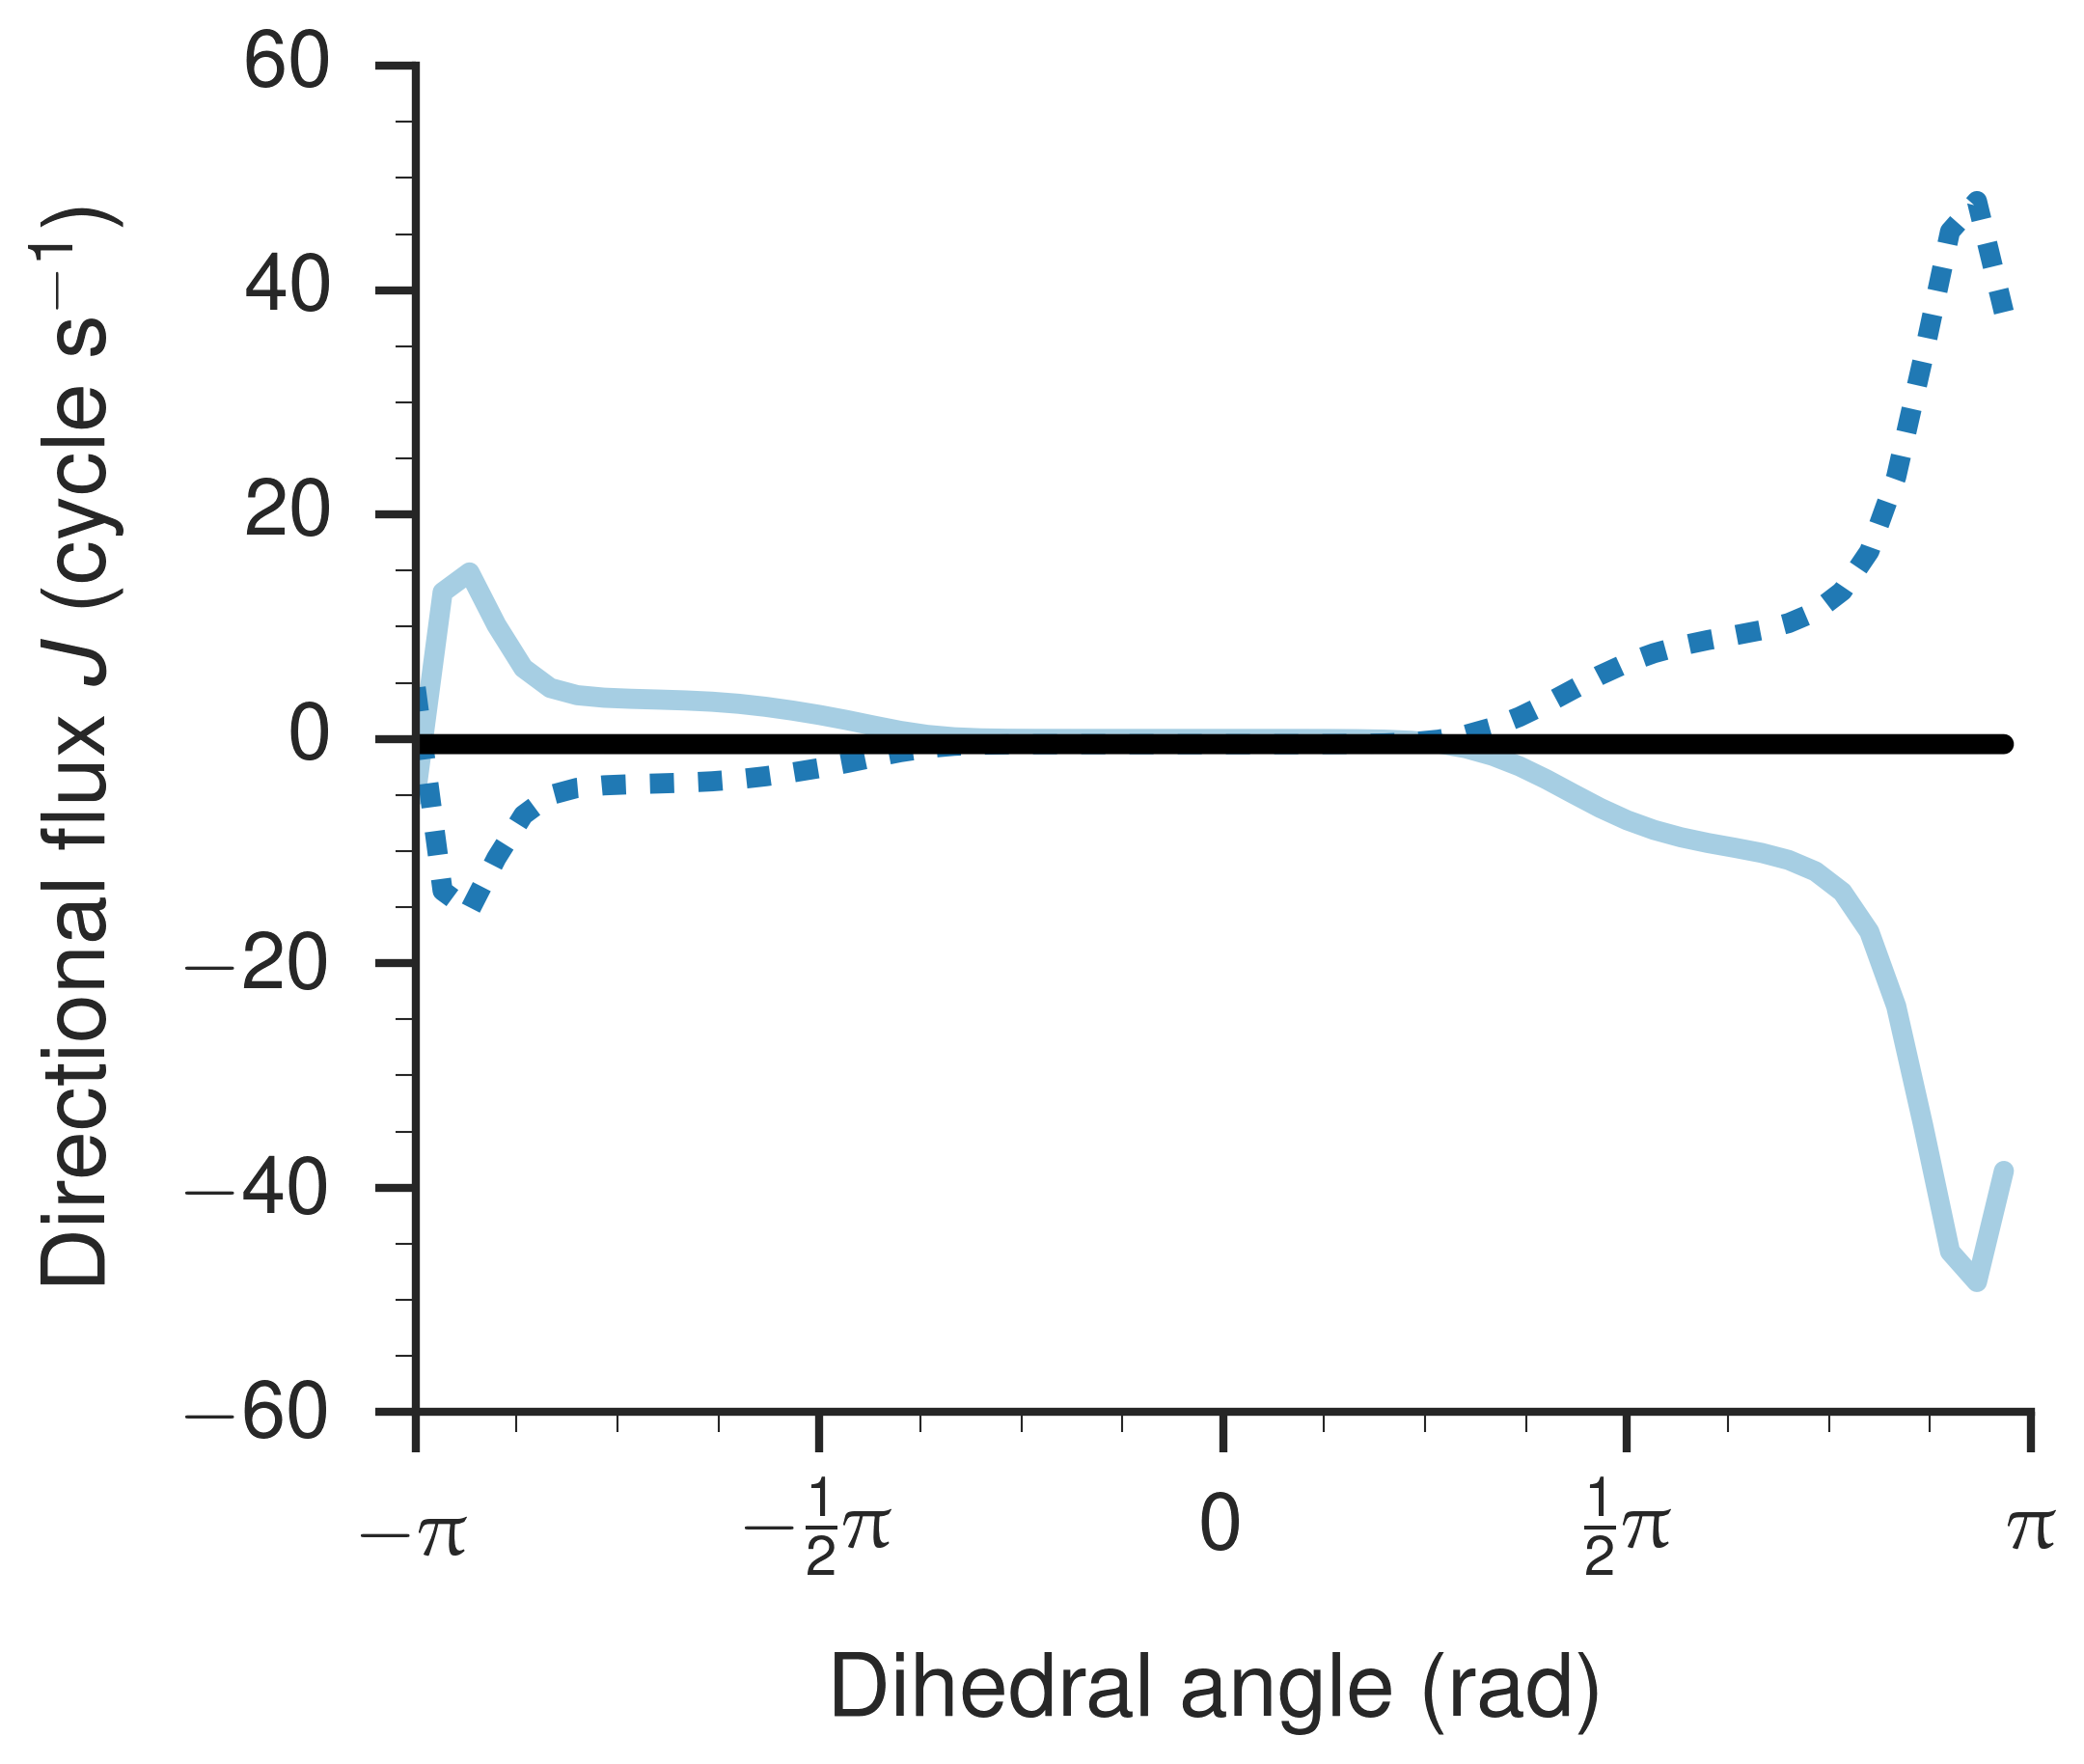 Directional flux J (cycle s⁻¹)
60
40
20
0
−20
−40
−60
−π
−½π
0
½π
π
Dihedral angle (rad)